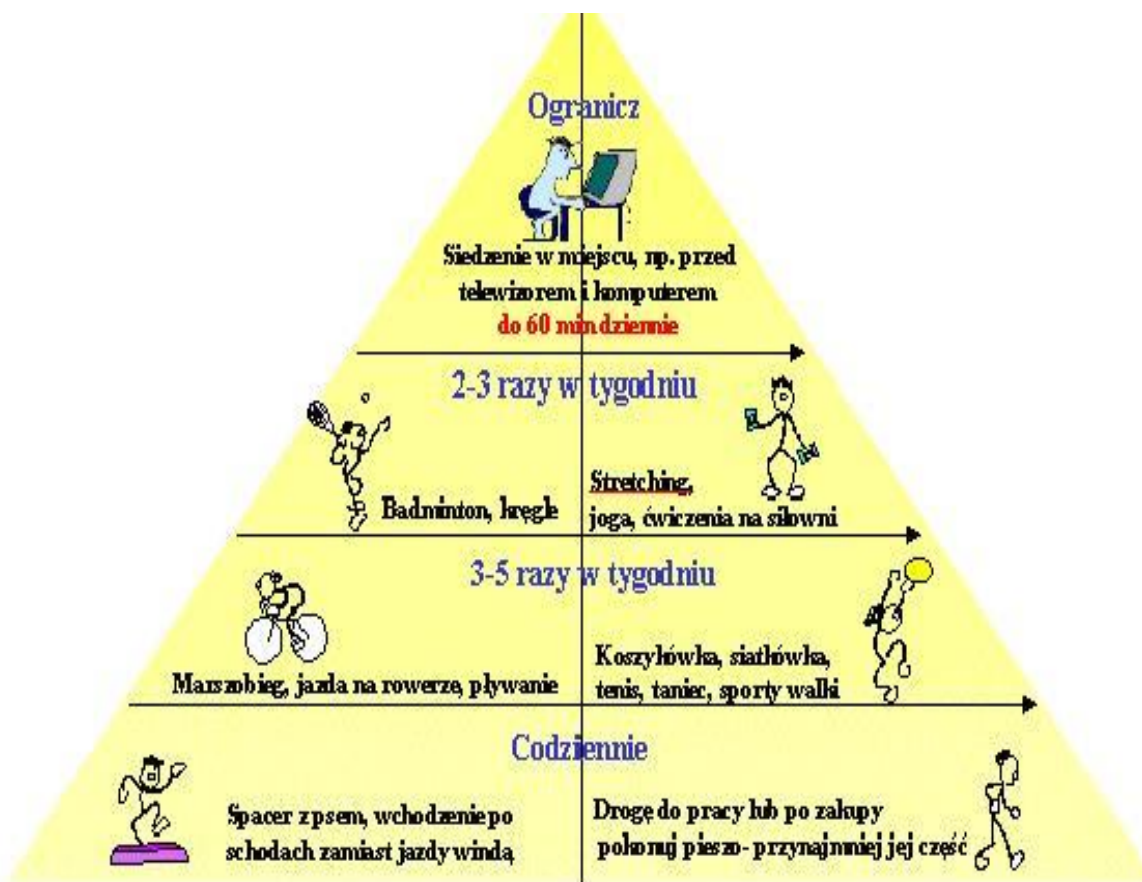 Ogranicz
Siedzenie w miejscu, np. przed
telewizorem i komputerem
do 60 min dziennie
2-3 razy w tygodniu
Badminton, kręgle
Stretching,
joga, ćwiczenia na siłowni
3-5 razy w tygodniu
Marszobieg, jazda na rowerze, pływanie
Koszykówka, siatkówka,
tenis, taniec, sporty walki
Codziennie
Spacer z psem, wchodzenie po
schodach zamiast jazdy windą
Drogę do pracy lub po zakupy
pokonuj pieszo- przynajmniej jej część